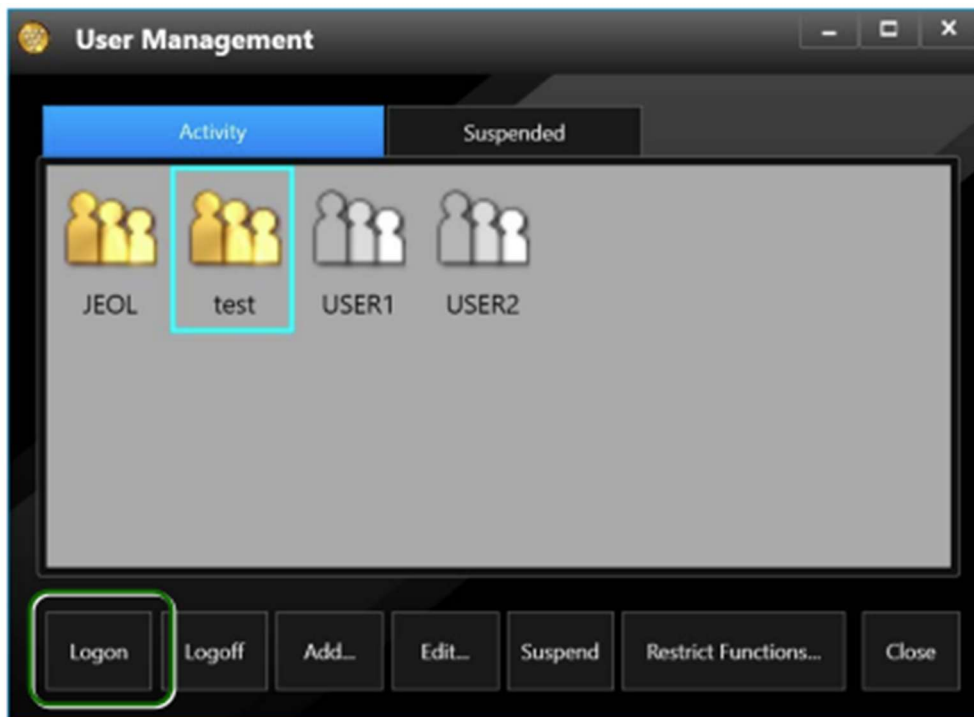 User Management
Activity Suspended
JEOL test USER1 USER2
Logon Logoff Add... Edit... Suspend Restrict Functions... Close